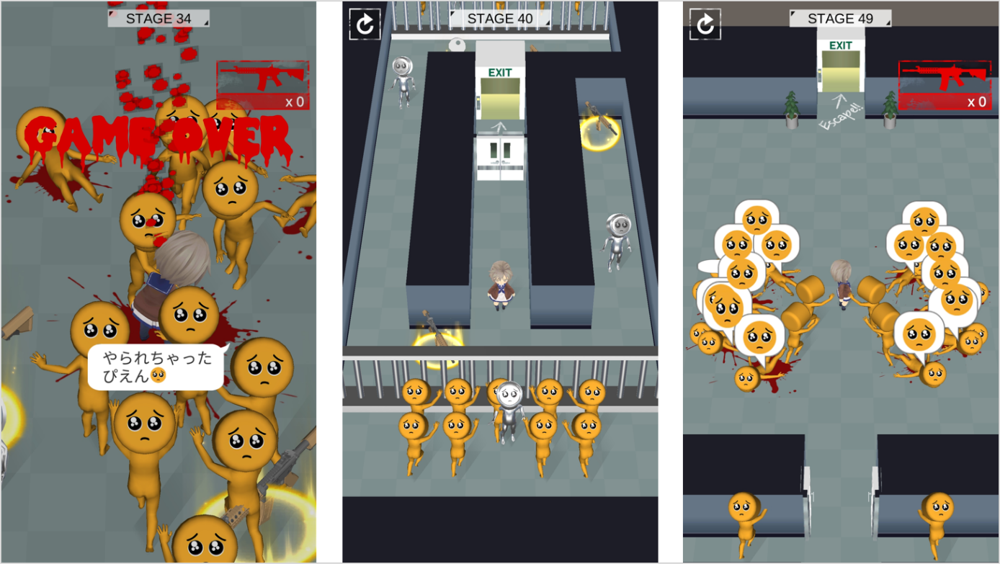 STAGE 34
x 0
GAME OVER
やられちゃった
ぴえん🥺
STAGE 40
EXIT
STAGE 49
EXIT
x 0
Escape!!